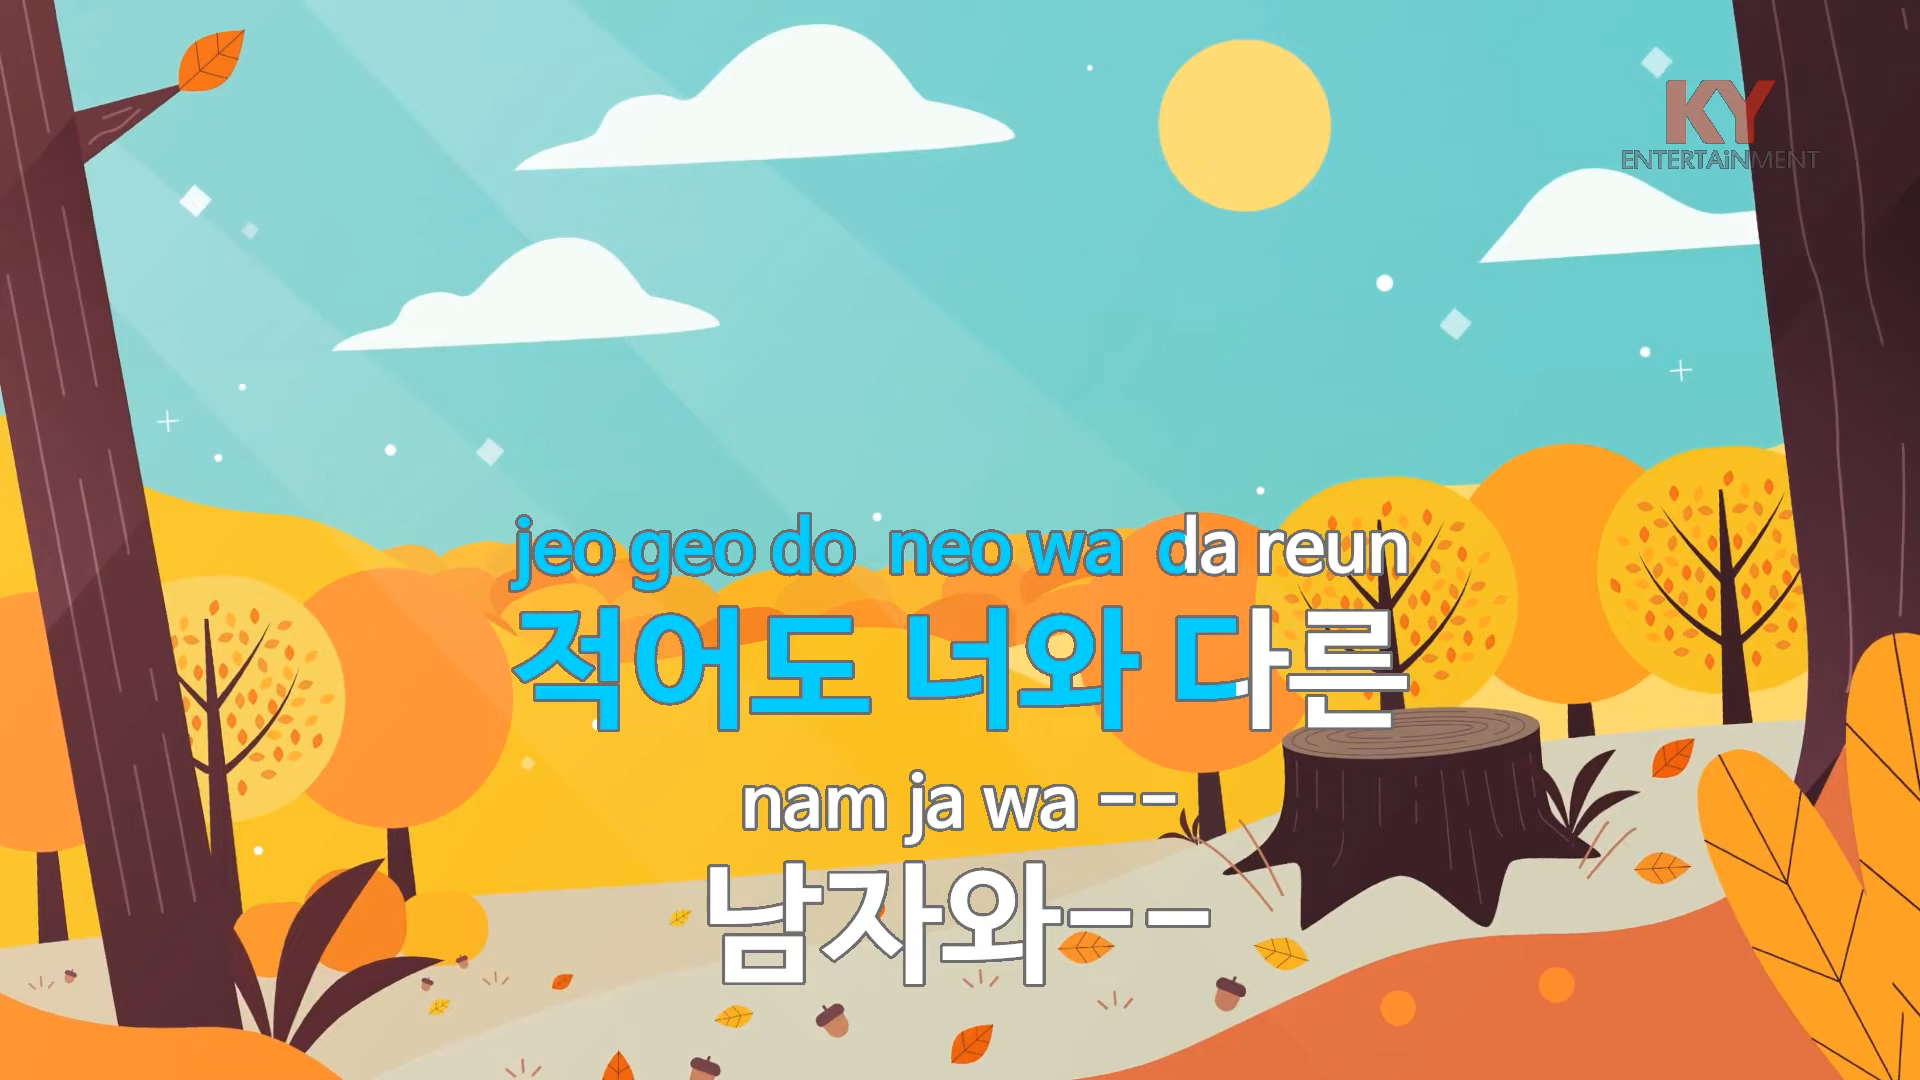 KY
ENTERTAiNMENT
jeo geo do neo wa da reun
적어도 너와 다른
nam ja wa --
남자와--